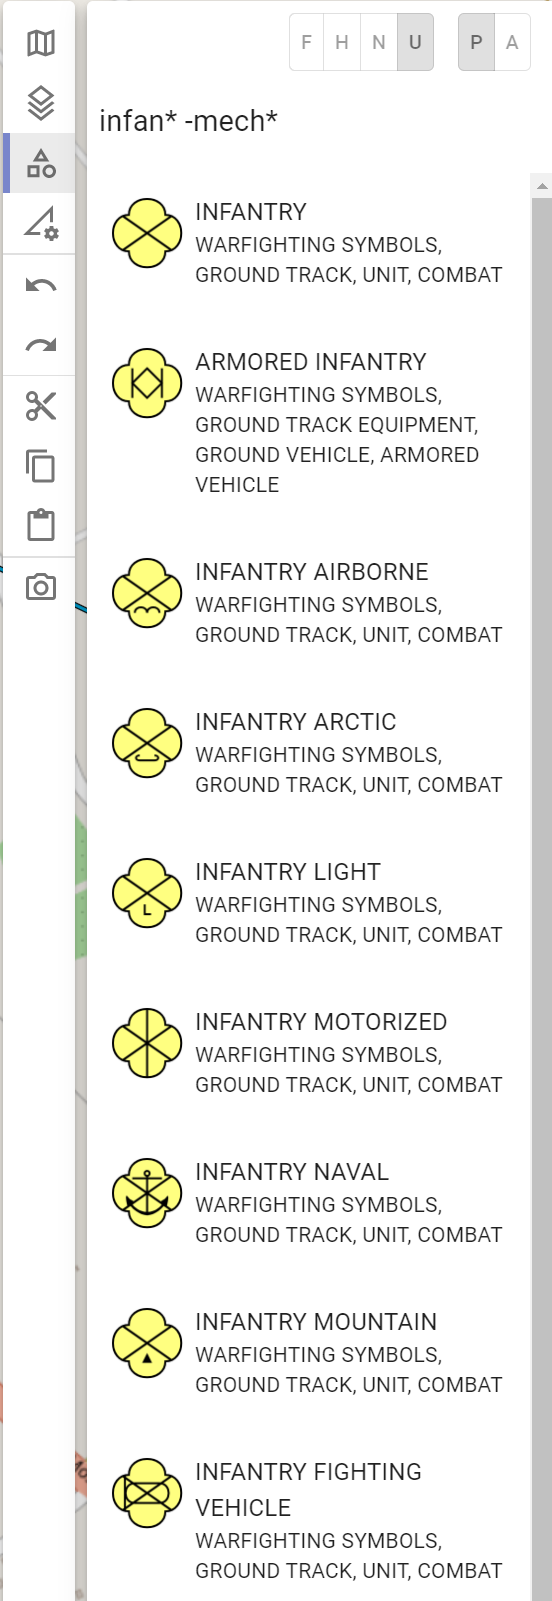 F H N U P A
infan* -mech*
INFANTRY
WARFIGHTING SYMBOLS,
GROUND TRACK, UNIT, COMBAT
ARMORED INFANTRY
WARFIGHTING SYMBOLS,
GROUND TRACK EQUIPMENT,
GROUND VEHICLE, ARMORED
VEHICLE
INFANTRY AIRBORNE
WARFIGHTING SYMBOLS,
GROUND TRACK, UNIT, COMBAT
INFANTRY ARCTIC
WARFIGHTING SYMBOLS,
GROUND TRACK, UNIT, COMBAT
INFANTRY LIGHT
WARFIGHTING SYMBOLS,
L
GROUND TRACK, UNIT, COMBAT
INFANTRY MOTORIZED
WARFIGHTING SYMBOLS,
GROUND TRACK, UNIT, COMBAT
INFANTRY NAVAL
WARFIGHTING SYMBOLS,
GROUND TRACK, UNIT, COMBAT
INFANTRY MOUNTAIN
WARFIGHTING SYMBOLS,
GROUND TRACK, UNIT, COMBAT
INFANTRY FIGHTING
VEHICLE
WARFIGHTING SYMBOLS,
GROUND TRACK, UNIT, COMBAT